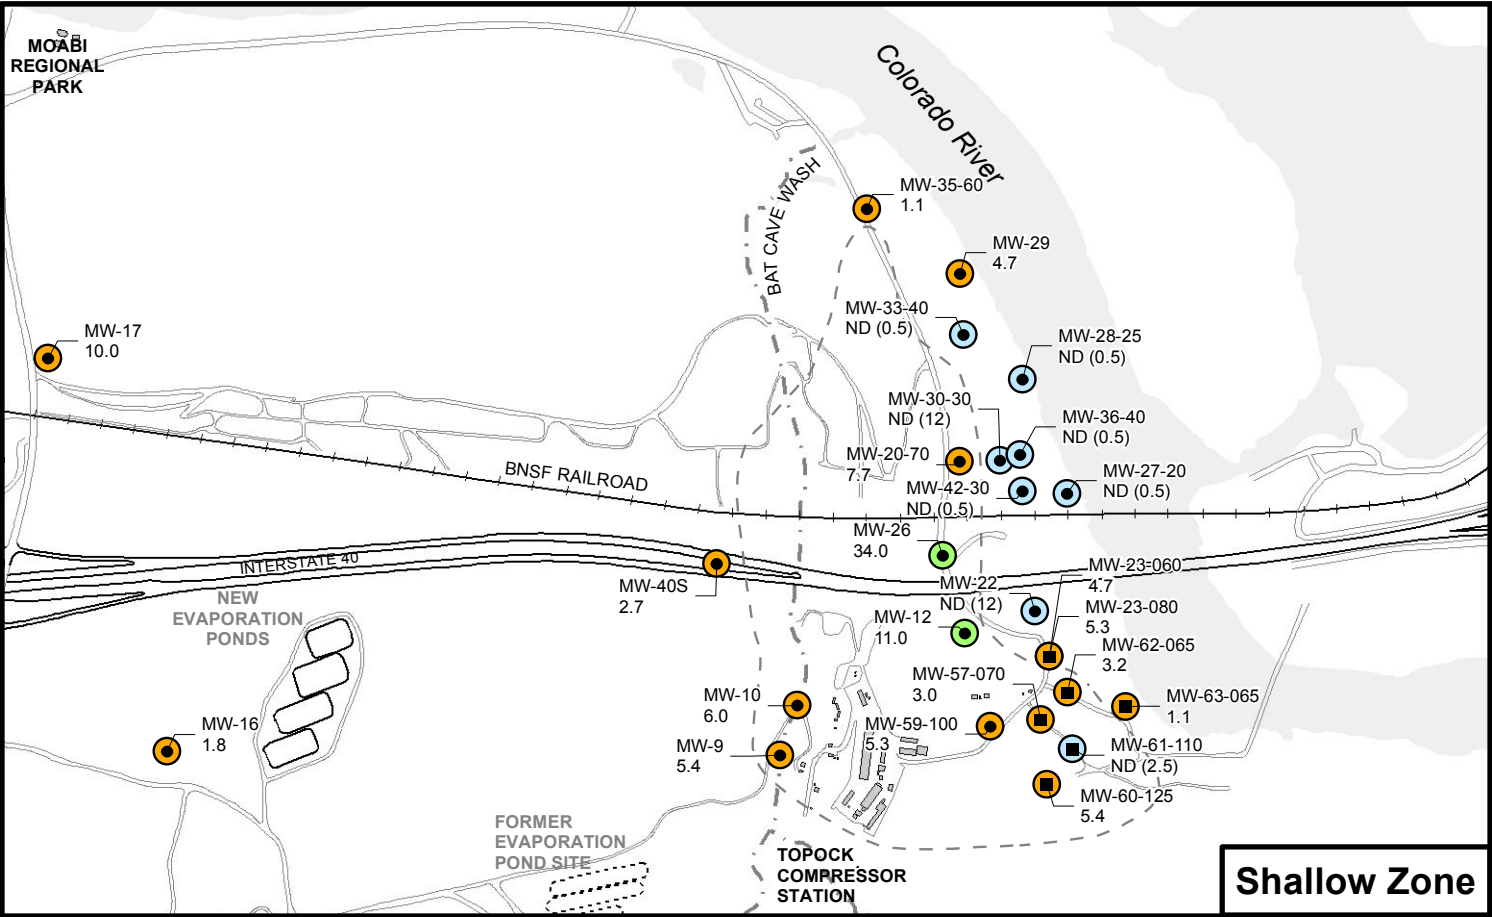 MOABI
REGIONAL
PARK
Colorado River
BAT CAVE WASH
MW-35-60
1.1
MW-29
4.7
MW-33-40
ND (0.5)
MW-17
10.0
MW-28-25
ND (0.5)
MW-30-30
ND (12)
MW-36-40
ND (0.5)
MW-20-70
7.7
BNSF RAILROAD
MW-27-20
ND (0.5)
MW-42-30
ND (0.5)
MW-26
34.0
INTERSTATE 40
MW-40S
2.7
MW-23-060
4.7
MW-22
ND (12)
NEW
EVAPORATION
PONDS
MW-23-080
5.3
MW-12
11.0
MW-62-065
3.2
MW-57-070
3.0
MW-10
6.0
MW-63-065
1.1
MW-16
1.8
MW-59-100
5.3
MW-9
5.4
MW-61-110
ND (2.5)
MW-60-125
5.4
FORMER
EVAPORATION
POND SITE
TOPOCK
COMPRESSOR
STATION
Shallow Zone